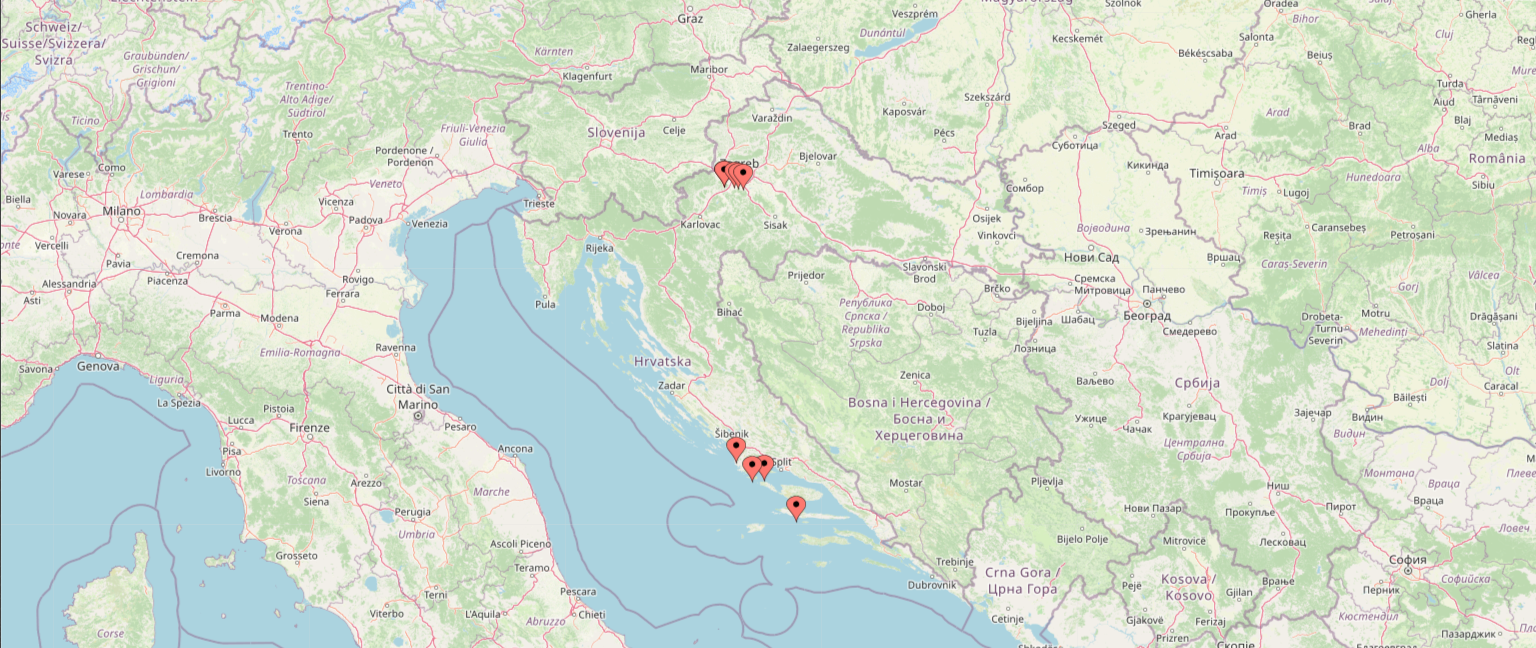 Schweiz/
Suisse/Svizzera/
Svizra
Graubünden/
Grischun/
Grigioni
Ticino
Como
Varese
Biella
Novara
Milano
Vercelli
Pavia
Asti
Alessandria
Piacenza
Cremona
Lombardia
Brescia
Trentino
Alto Adige/
Südtirol
Trento
Verona
Vicenza
Veneto
Padova
Venezia
Rovigo
Ferrara
Parma
Modena
Emilia-Romagna
Ravenna
Pordenone /
Pordenon
Friuli-Venezia
Giulia
Trieste
Savona
Genova
Liguria
La Spezia
Lucca
Pistoia
Firenze
Pisa
Livorno
Toscana
Siena
Arezzo
Città di San
Marino
Pesaro
Ancona
Marche
Perugia
Umbria
Grosseto
Ascoli Piceno
Teramo
Terni
Viterbo
L'Aquila
Abruzzo
Pescara
Chieti
Corse
Graz
Kärnten
Klagenfurt
Maribor
Slovenija
Celje
Varaždin
Bjelovar
Karlovac
Sisak
Rijeka
Pula
Hrvatska
Zadar
Šibenik
Split
Dubrovnik
Slavonski
Brod
Osijek
Vinkovci
Veszprém
Dunántúl
Zalaegerszeg
Kaposvár
Pécs
Szekszárd
Kecskemét
Szolnok
Békéscsaba
Szeged
Bihać
Prijedor
Република
Српска /
Republika
Srpska
Doboj
Brčko
Tuzla
Bijeljina
Zenica
Bosna i Hercegovina /
Босна и
Херцеговина
Mostar
Trebinje
Суботица
Сомбор
Кикинда
Војводина
Зрењанин
Нови Сад
Вршац
Сремска
Митровица
Панчево
Београд
Шабац
Смедерево
Лозница
Ваљево
Србија
Ужице
Чачак
Крагујевац
Зајечар
Централна
Србија
Ниш
Пирот
Прокупље
Лесковац
Врање
Нови Пазар
Pljevlja
Bijelo Polje
Crna Gora /
Црна Гора
Cetinje
Mitrovicë
Pejë
Kosova /
Kosovo
Gjilan
Gjakovë
Ferizaj
Prizren
Скопје
Oradea
Bihor
Salonta
Beiuș
Gherla
Cluj
Turda
Aiud
Târnăveni
Blaj
Mediaș
Alba
Brad
Arad
Arad
România
Sibiu
Hunedoara
Timișoara
Timiș
Lugoj
Caransebeș
Reșița
Petroșani
Caraș-Severin
Gorj
Vâlcea
Motru
Drăgășani
Drobeta-
Turnu
Severin
Mehedinți
Slatina
Olt
Dolj
Caracal
Băilești
Видин
Видин
Монтана
Враца
Враца
Ловеч
София
Софийска
Перник
Кюстендил
Пазарджик
Благоевград